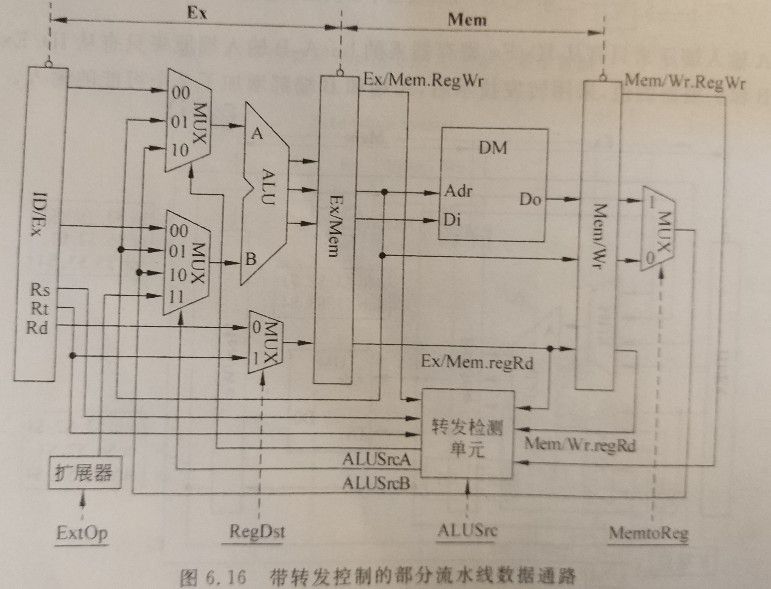 Ex
Mem
Ex/Mem.RegWr
Mem/Wr.RegWr
00
01
10
MUX
A
ALU
B
ID/Ex
00
01
10
11
MUX
Ex/Mem
DM
Adr
Do
Di
Mem/Wr
1
MUX
0
Rs
Rt
Rd
0
MUX
1
Ex/Mem.regRd
转发检测
单元
Mem/Wr.regRd
ALUSrcA
ALUSrcB
扩展器
ExtOp
RegDst
ALUSrc
MemtoReg
图 6.16 带转发控制的部分流水线数据通路